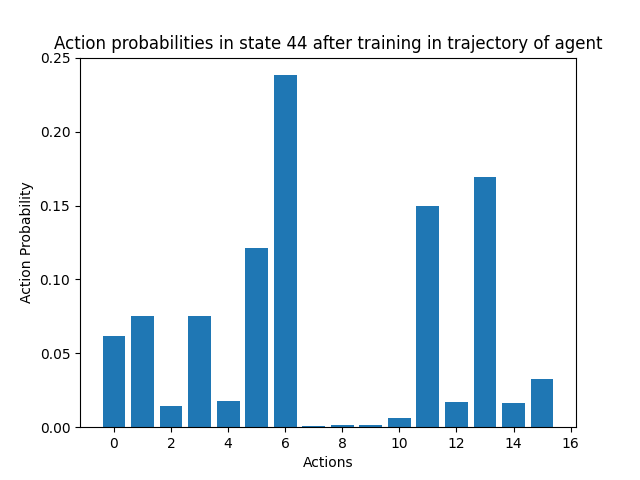 Action probabilities in state 44 after training in trajectory of agent
0.25
0.20
0.15
0.10
0.05
0.00
Action Probability
0 2 4 6 8 10 12 14 16
Actions